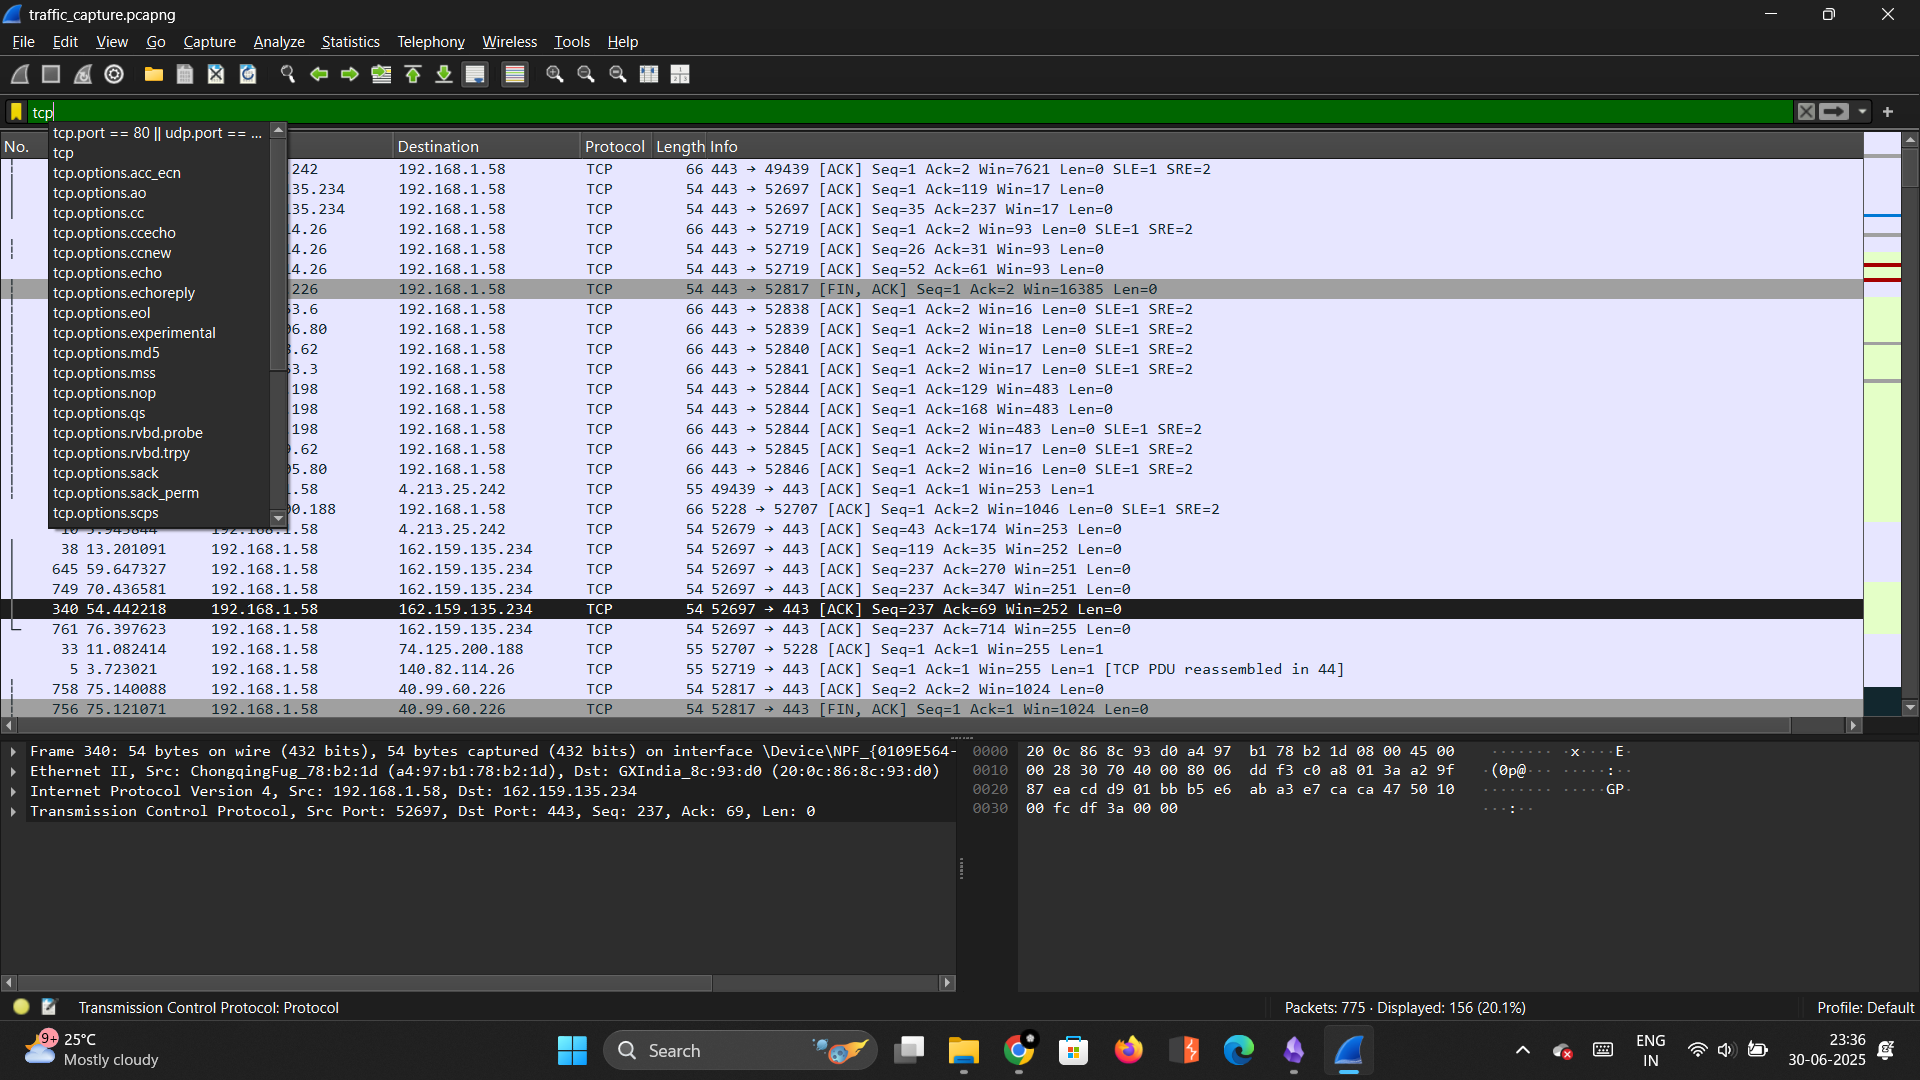 traffic_capture.pcapng
File Edit View Go Capture Analyze Statistics Telephony Wireless Tools Help
tcp
tcp.port == 80 || udp.port == ...
tcp
tcp.options.acc_ecn
tcp.options.ao
tcp.options.cc
tcp.options.ccecho
tcp.options.ccnew
tcp.options.echo
tcp.options.echoreply
tcp.options.eol
tcp.options.experimental
tcp.options.md5
tcp.options.mss
tcp.options.nop
tcp.options.qs
tcp.options.rvbd.probe
tcp.options.rvbd.trpy
tcp.options.sack
tcp.options.sack_perm
tcp.options.scps
No. Destination Protocol Length Info
242 192.168.1.58 TCP 66 443 → 49439 [ACK] Seq=1 Ack=2 Win=7621 Len=0 SLE=1 SRE=2
135.234 192.168.1.58 TCP 54 443 → 52697 [ACK] Seq=1 Ack=119 Win=17 Len=0
135.234 192.168.1.58 TCP 54 443 → 52697 [ACK] Seq=35 Ack=237 Win=17 Len=0
14.26 192.168.1.58 TCP 66 443 → 52719 [ACK] Seq=1 Ack=2 Win=93 Len=0 SLE=1 SRE=2
14.26 192.168.1.58 TCP 54 443 → 52719 [ACK] Seq=26 Ack=31 Win=93 Len=0
14.26 192.168.1.58 TCP 54 443 → 52719 [ACK] Seq=52 Ack=61 Win=93 Len=0
226 192.168.1.58 TCP 54 443 → 52817 [FIN, ACK] Seq=1 Ack=2 Win=16385 Len=0
53.6 192.168.1.58 TCP 66 443 → 52838 [ACK] Seq=1 Ack=2 Win=16 Len=0 SLE=1 SRE=2
06.80 192.168.1.58 TCP 66 443 → 52839 [ACK] Seq=1 Ack=2 Win=18 Len=0 SLE=1 SRE=2
.62 192.168.1.58 TCP 66 443 → 52840 [ACK] Seq=1 Ack=2 Win=17 Len=0 SLE=1 SRE=2
53.3 192.168.1.58 TCP 66 443 → 52841 [ACK] Seq=1 Ack=2 Win=17 Len=0 SLE=1 SRE=2
198 192.168.1.58 TCP 54 443 → 52844 [ACK] Seq=1 Ack=129 Win=483 Len=0
198 192.168.1.58 TCP 54 443 → 52844 [ACK] Seq=1 Ack=168 Win=483 Len=0
198 192.168.1.58 TCP 66 443 → 52844 [ACK] Seq=1 Ack=2 Win=483 Len=0 SLE=1 SRE=2
.62 192.168.1.58 TCP 66 443 → 52845 [ACK] Seq=1 Ack=2 Win=17 Len=0 SLE=1 SRE=2
05.80 192.168.1.58 TCP 66 443 → 52846 [ACK] Seq=1 Ack=2 Win=16 Len=0 SLE=1 SRE=2
.58 4.213.25.242 TCP 55 49439 → 443 [ACK] Seq=1 Ack=1 Win=253 Len=1
00.188 192.168.1.58 TCP 66 5228 → 52707 [ACK] Seq=1 Ack=2 Win=1046 Len=0 SLE=1 SRE=2
192.168.1.58 4.213.25.242 TCP 54 52679 → 443 [ACK] Seq=43 Ack=174 Win=253 Len=0
38 13.201091 192.168.1.58 162.159.135.234 TCP 54 52697 → 443 [ACK] Seq=119 Ack=35 Win=252 Len=0
645 59.647327 192.168.1.58 162.159.135.234 TCP 54 52697 → 443 [ACK] Seq=237 Ack=270 Win=251 Len=0
749 70.436581 192.168.1.58 162.159.135.234 TCP 54 52697 → 443 [ACK] Seq=237 Ack=347 Win=251 Len=0
340 54.442218 192.168.1.58 162.159.135.234 TCP 54 52697 → 443 [ACK] Seq=237 Ack=69 Win=252 Len=0
761 76.397623 192.168.1.58 162.159.135.234 TCP 54 52697 → 443 [ACK] Seq=237 Ack=714 Win=255 Len=0
33 11.082414 192.168.1.58 74.125.200.188 TCP 55 52707 → 5228 [ACK] Seq=1 Ack=1 Win=255 Len=1
5 3.723021 192.168.1.58 140.82.114.26 TCP 55 52719 → 443 [ACK] Seq=1 Ack=1 Win=255 Len=1 [TCP PDU reassembled in 44]
758 75.140088 192.168.1.58 40.99.60.226 TCP 54 52817 → 443 [ACK] Seq=2 Ack=2 Win=1024 Len=0
756 75.121071 192.168.1.58 40.99.60.226 TCP 54 52817 → 443 [FIN, ACK] Seq=1 Ack=1 Win=1024 Len=0
Frame 340: 54 bytes on wire (432 bits), 54 bytes captured (432 bits) on interface \Device\NPF_{0109E564-
Ethernet II, Src: ChongqingFug_78:b2:1d (a4:97:b1:78:b2:1d), Dst: GXIndia_8c:93:d0 (20:0c:86:8c:93:d0)
Internet Protocol Version 4, Src: 192.168.1.58, Dst: 162.159.135.234
Transmission Control Protocol, Src Port: 52697, Dst Port: 443, Seq: 237, Ack: 69, Len: 0
0000 20 0c 86 8c 93 d0 a4 97 b1 78 b2 1d 08 00 45 00 ······· ·x····E·
0010 00 28 30 70 40 00 80 06 dd f3 c0 a8 01 3a a2 9f ·(0p@··· ·····:··
0020 87 ea cd d9 01 bb b5 e6 ab a3 e7 ca ca 47 50 10 ········ ·····GP·
0030 00 fc df 3a 00 00 ···:··
Transmission Control Protocol: Protocol
Packets: 775 · Displayed: 156 (20.1%)
Profile: Default
9+
25°C
Mostly cloudy
Search
ENG
IN
23:36
30-06-2025